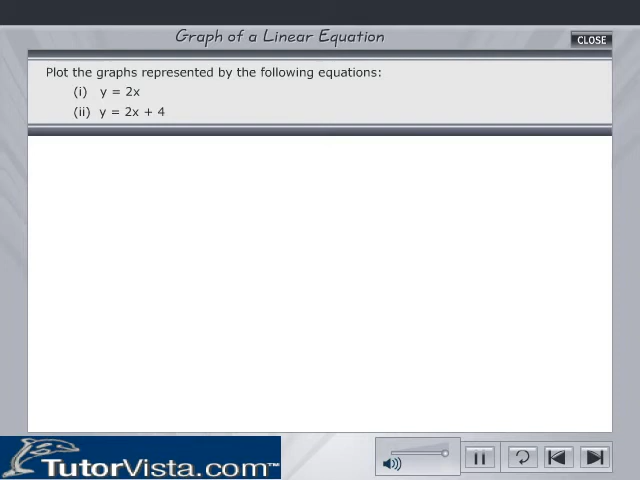 Graph of a Linear Equation
CLOSE
Plot the graphs represented by the following equations:
(i) y = 2x
(ii) y = 2x + 4
TutorVista.com™